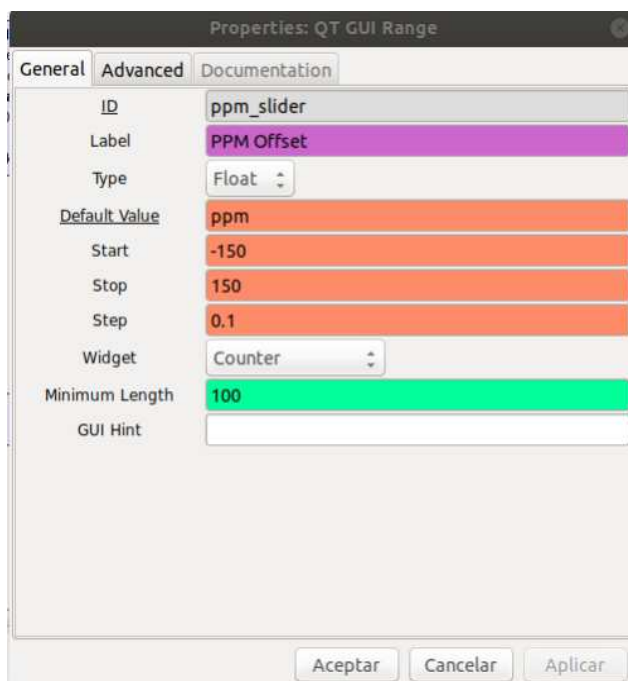 Properties: QT GUI Range
General Advanced Documentation
ID ppm_slider
Label PPM Offset
Type Float
Default Value ppm
Start -150
Stop 150
Step 0.1
Widget Counter
Minimum Length 100
GUI Hint
Aceptar Cancelar Aplicar